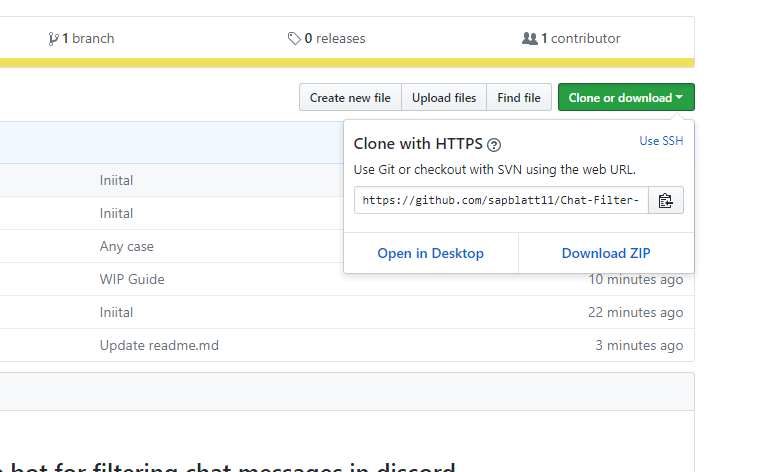 1 branch
0 releases
1 contributor
Create new file
Upload files
Find file
Clone or download
Clone with HTTPS
Use SSH
Use Git or checkout with SVN using the web URL.
https://github.com/sapblatt11/Chat-Filter-
Open in Desktop
Download ZIP
Iniital
Iniital
Any case
WIP Guide
10 minutes ago
Iniital
22 minutes ago
Update readme.md
3 minutes ago
bot for filtering chat messages in discord